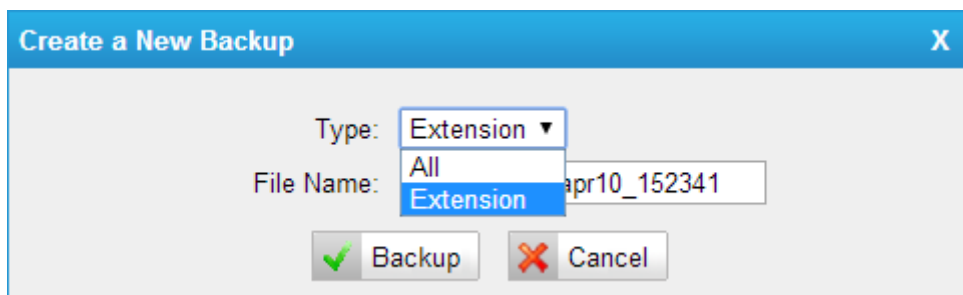 Create a New Backup X
Type: Extension
All
File Name: apr10_152341
Extension
Backup Cancel